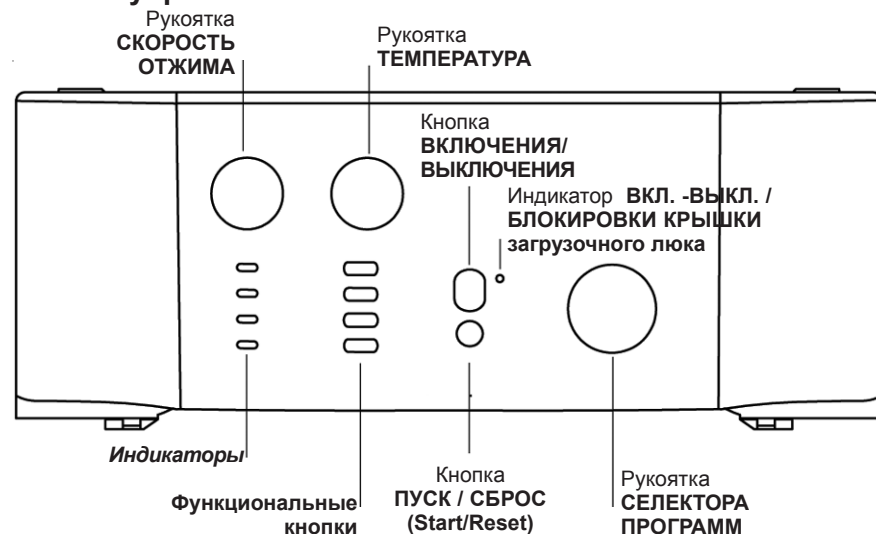 Рукоятка
СКОРОСТЬ
ОТЖИМА
Рукоятка
ТЕМПЕРАТУРА
Кнопка
ВКЛЮЧЕНИЯ/
ВЫКЛЮЧЕНИЯ
Индикатор ВКЛ. -ВЫКЛ. /
БЛОКИРОВКИ КРЫШКИ
загрузочного люка
Индикаторы
Функциональные
кнопки
Кнопка
ПУСК / СБРОС
(Start/Reset)
Рукоятка
СЕЛЕКТОРА
ПРОГРАММ